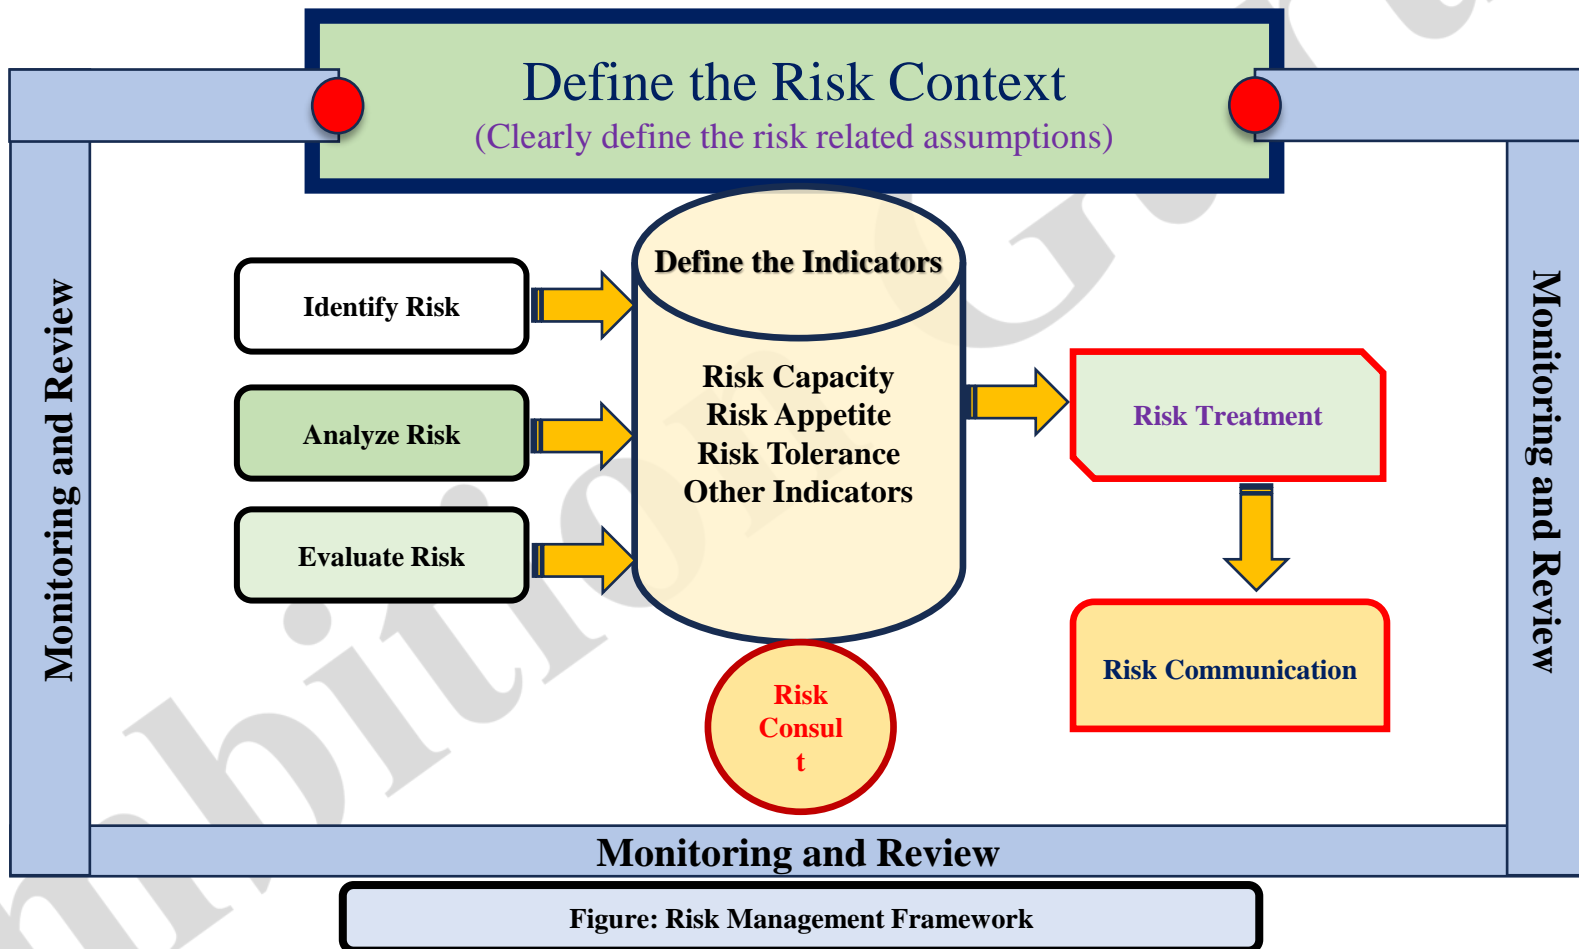 Define the Risk Context
(Clearly define the risk related assumptions)
Define the Indicators
Identify Risk
Analyze Risk
Evaluate Risk
Risk Capacity
Risk Appetite
Risk Tolerance
Other Indicators
Risk Treatment
Risk Communication
Risk
Consul
t
Monitoring and Review
Monitoring and Review
Monitoring and Review
Figure: Risk Management Framework